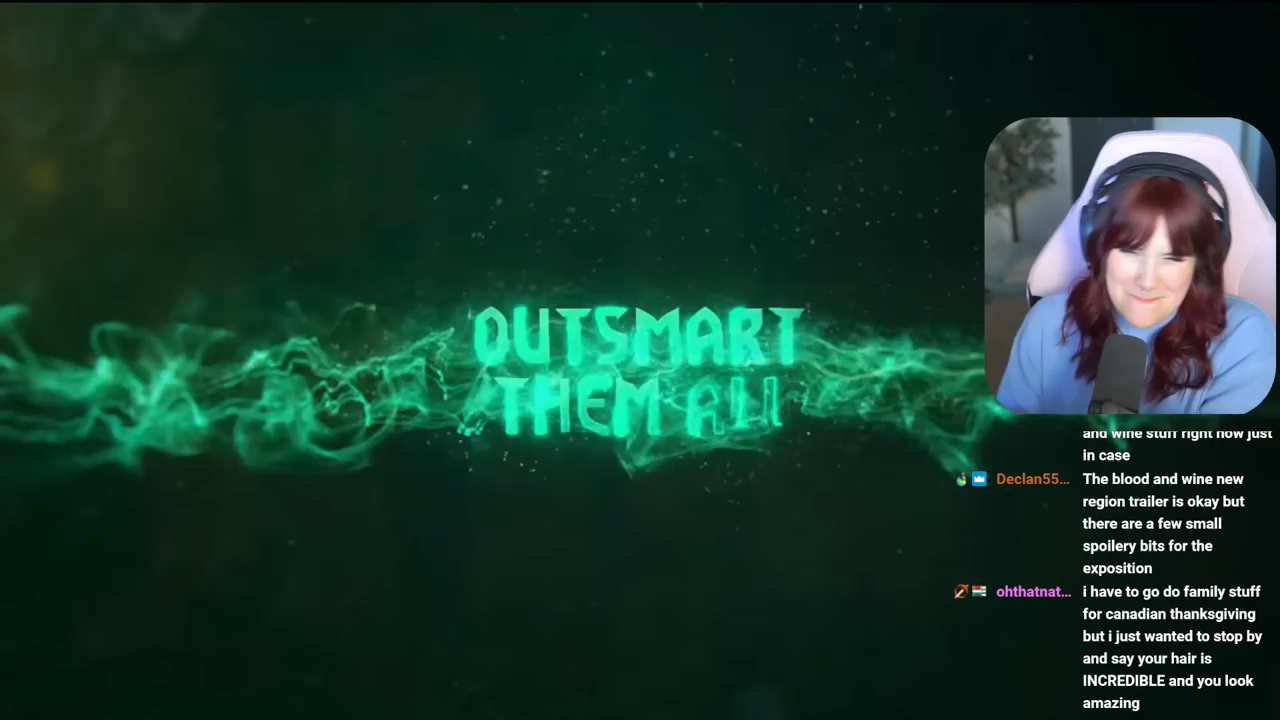 OUTSMART
THEM ALL
and wine stuff right now just
in case
Declan55... The blood and wine new
region trailer is okay but
there are a few small
spoilery bits for the
exposition
ohthatnat... i have to go do family stuff
for canadian thanksgiving
but i just wanted to stop by
and say your hair is
INCREDIBLE and you look
amazing